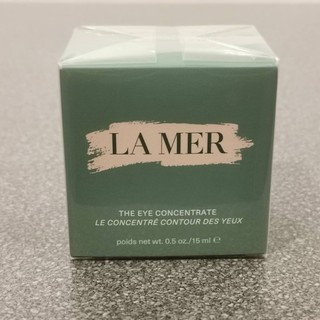 LA MER
THE EYE CONCENTRATE
LE CONCENTRÉ CONTOUR DES YEUX
poids net wt. 0.5 oz./15 ml ℮